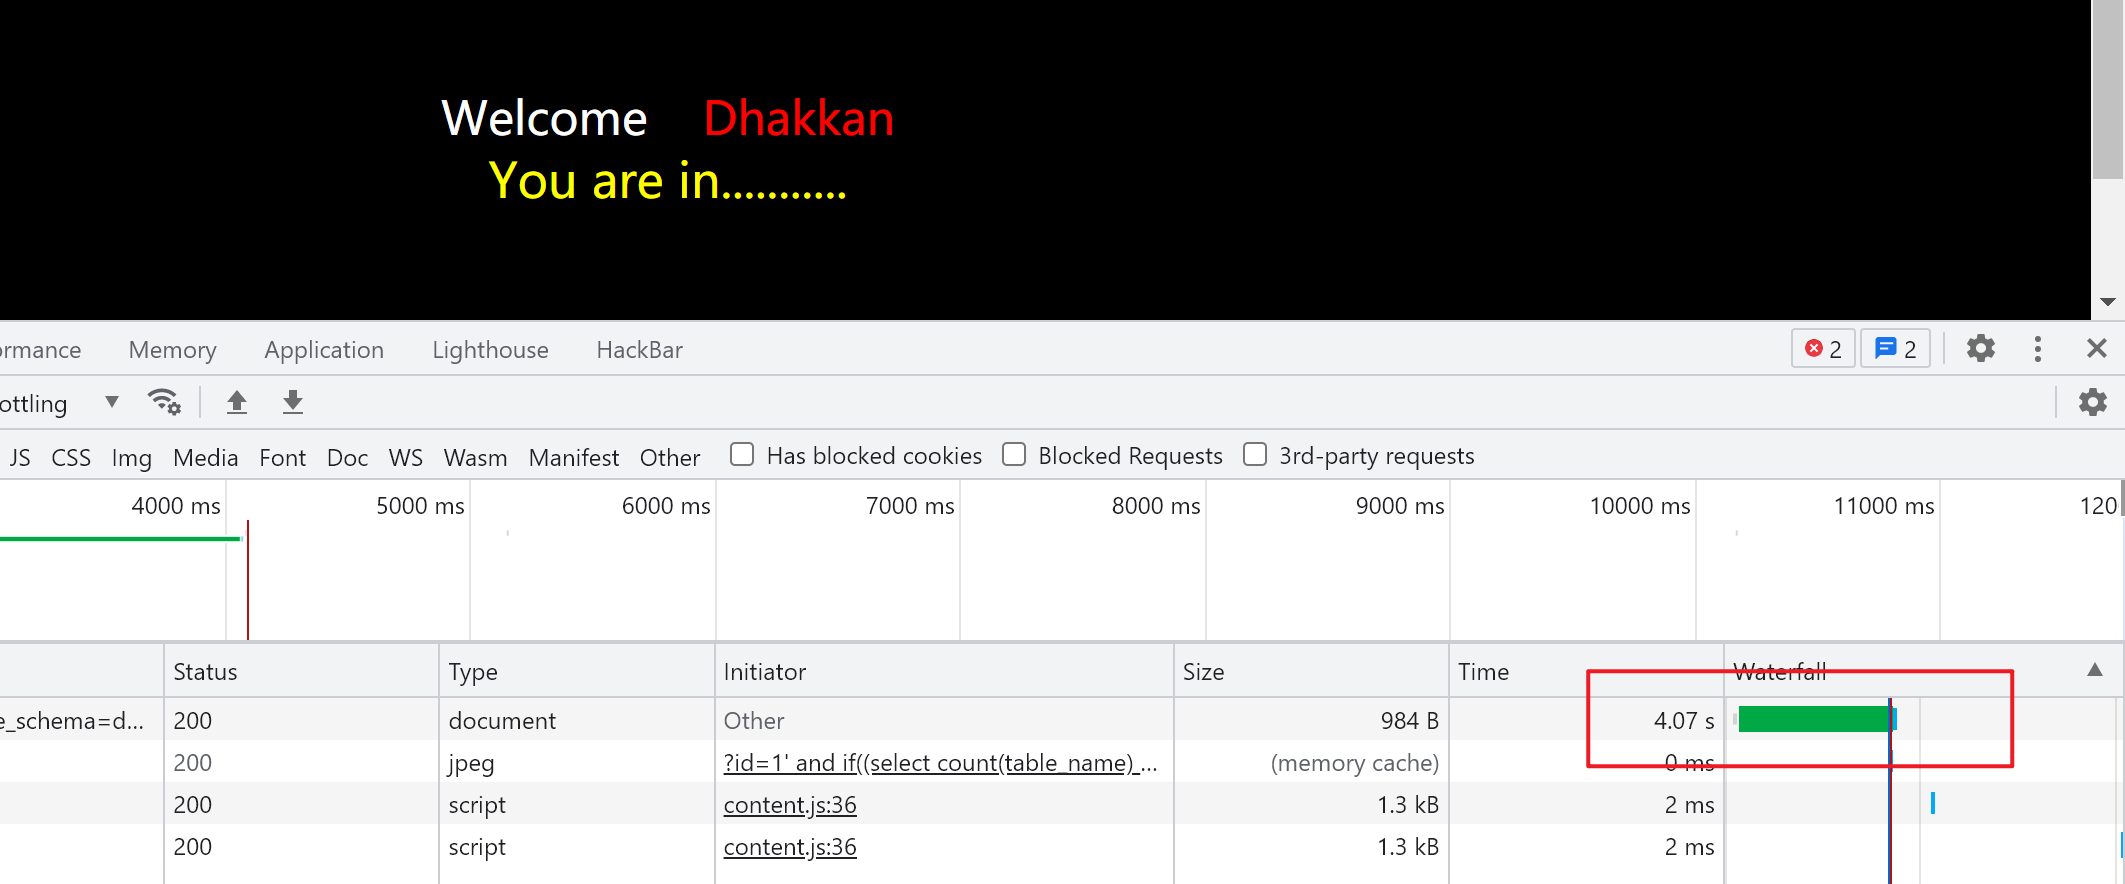 Welcome Dhakkan
You are in...........
ormance Memory Application Lighthouse HackBar 2 2
ottling
JS CSS Img Media Font Doc WS Wasm Manifest Other Has blocked cookies Blocked Requests 3rd-party requests
4000 ms 5000 ms 6000 ms 7000 ms 8000 ms 9000 ms 10000 ms 11000 ms 120
Status Type Initiator Size Time Waterfall
e_schema=d... 200 document Other 984 B 4.07 s
200 jpeg ?id=1' and if((select count(table_name) ... (memory cache) 0 ms
200 script content.js:36 1.3 kB 2 ms
200 script content.js:36 1.3 kB 2 ms